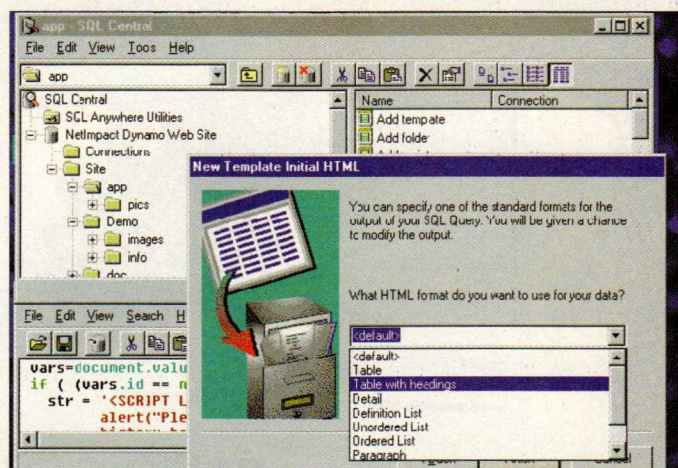 app - SQL Central
File Edit View Toos Help
app
SQL Central
SQL Anywhere Utilities
NetImpact Dynamo Web Site
Connections
Site
app
pics
Demo
images
info
doc
Name Connection
Add template
Add folder
New Template Initial HTML
You can specify one of the standard formats for the
output of your SQL Query. You will be given a chance
to modify the output.
What HTML format do you want to use for your data?
<default>
<default>
Table
Table with headings
Detail
Definition List
Unordered List
Ordered List
Paragraph
File Edit View Search H
vars=document.valu
if ( (vars.id == n
str = '<SCRIPT L
alert("Ple